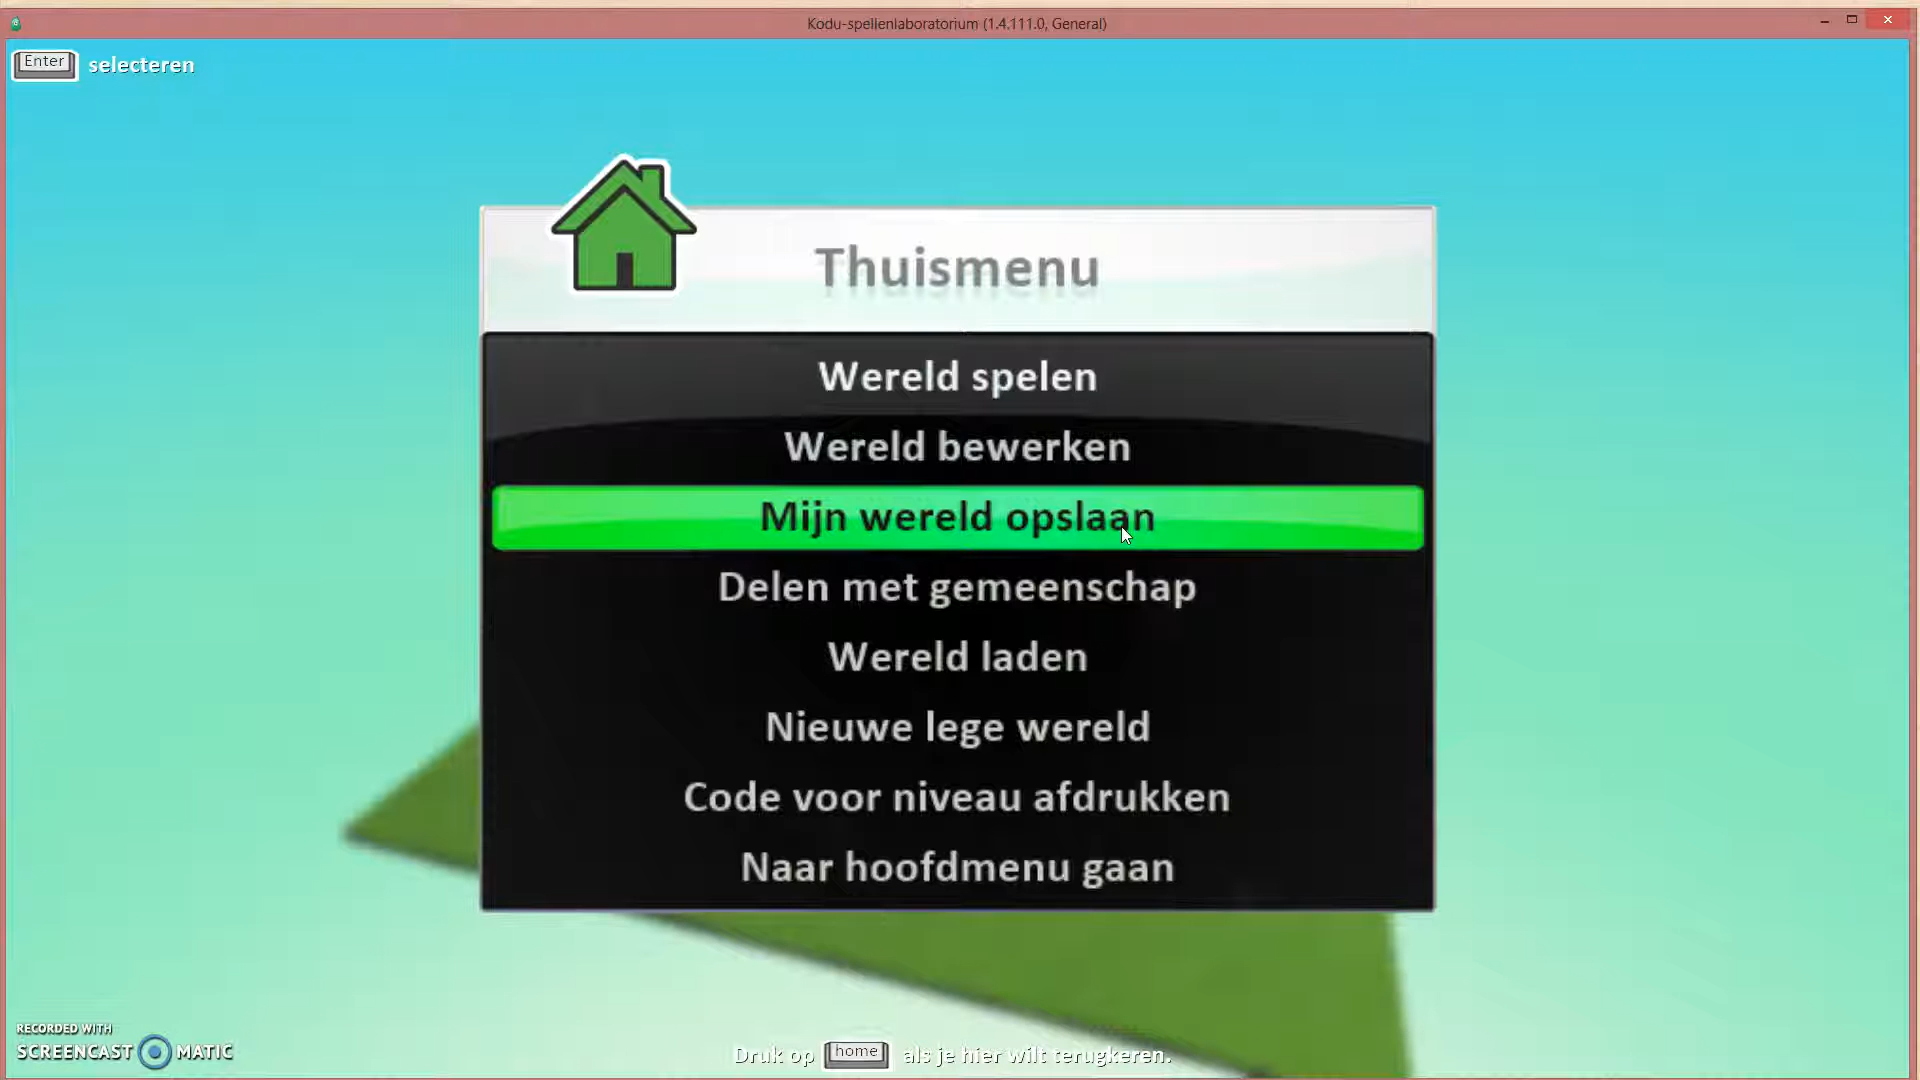 Kodu-spellenlaboratorium (1.4.111.0, General)
Enter selecteren
Thuismenu
Wereld spelen
Wereld bewerken
Mijn wereld opslaan
Delen met gemeenschap
Wereld laden
Nieuwe lege wereld
Code voor niveau afdrukken
Naar hoofdmenu gaan
RECORDED WITH
SCREENCAST MATIC
Druk op home als je hier wilt terugkeren.